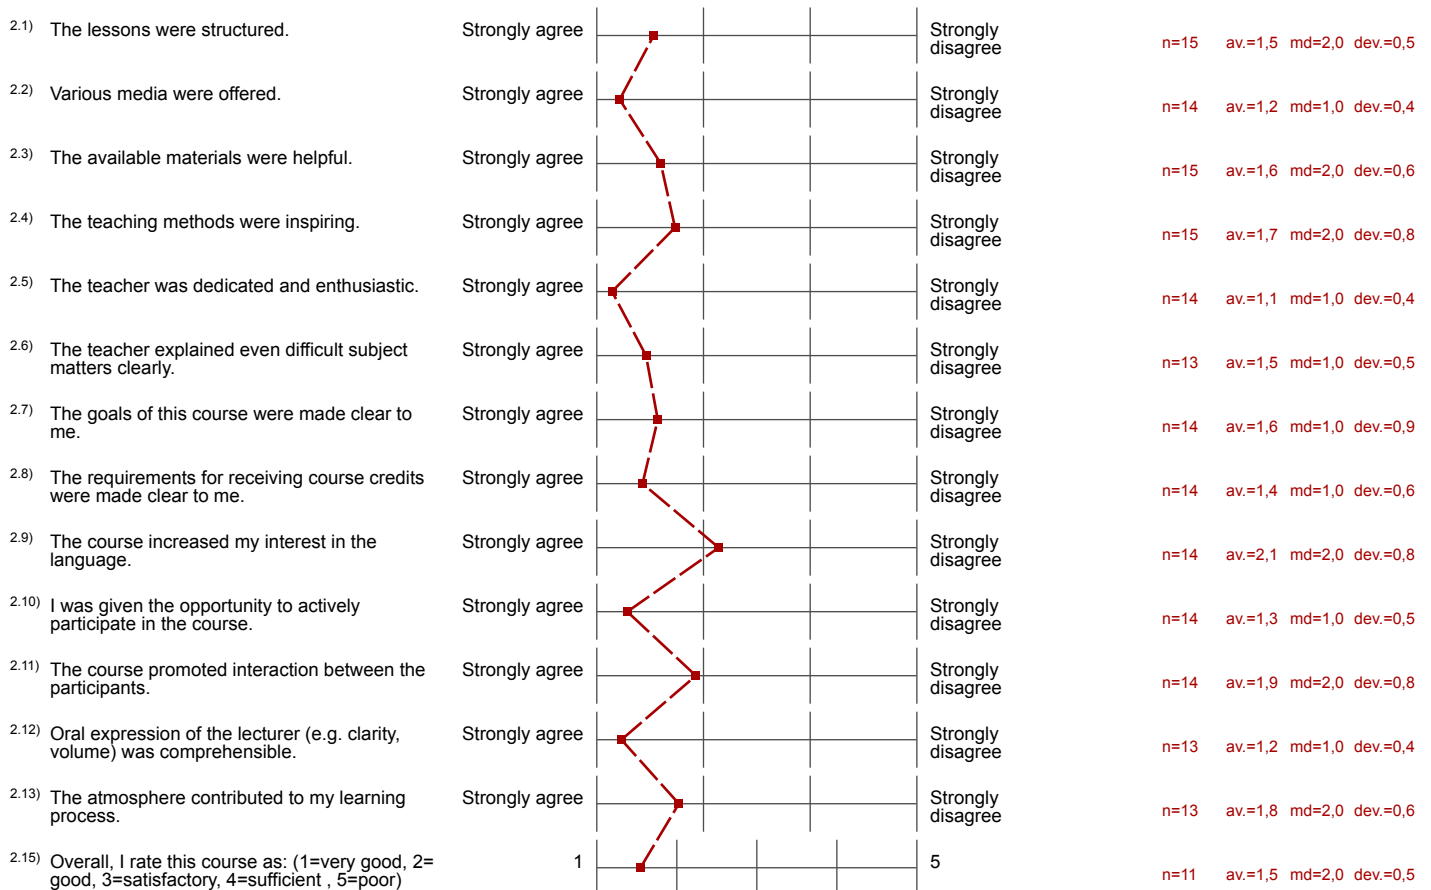 2.1) The lessons were structured. Strongly agree Strongly
disagree n=15 av.=1,5 md=2,0 dev.=0,5
2.2) Various media were offered. Strongly agree Strongly
disagree n=14 av.=1,2 md=1,0 dev.=0,4
2.3) The available materials were helpful. Strongly agree Strongly
disagree n=15 av.=1,6 md=2,0 dev.=0,6
2.4) The teaching methods were inspiring. Strongly agree Strongly
disagree n=15 av.=1,7 md=2,0 dev.=0,8
2.5) The teacher was dedicated and enthusiastic. Strongly agree Strongly
disagree n=14 av.=1,1 md=1,0 dev.=0,4
2.6) The teacher explained even difficult subject Strongly agree Strongly
matters clearly. disagree n=13 av.=1,5 md=1,0 dev.=0,5
2.7) The goals of this course were made clear to Strongly agree Strongly
me. disagree n=14 av.=1,6 md=1,0 dev.=0,9
2.8) The requirements for receiving course credits Strongly agree Strongly
were made clear to me. disagree n=14 av.=1,4 md=1,0 dev.=0,6
2.9) The course increased my interest in the Strongly agree Strongly
language. disagree n=14 av.=2,1 md=2,0 dev.=0,8
2.10) I was given the opportunity to actively Strongly agree Strongly
participate in the course. disagree n=14 av.=1,3 md=1,0 dev.=0,5
2.11) The course promoted interaction between the Strongly agree Strongly
participants. disagree n=14 av.=1,9 md=2,0 dev.=0,8
2.12) Oral expression of the lecturer (e.g. clarity, Strongly agree Strongly
volume) was comprehensible. disagree n=13 av.=1,2 md=1,0 dev.=0,4
2.13) The atmosphere contributed to my learning Strongly agree Strongly
process. disagree n=13 av.=1,8 md=2,0 dev.=0,6
2.15) Overall, I rate this course as: (1=very good, 2= 1 5
good, 3=satisfactory, 4=sufficient , 5=poor) n=11 av.=1,5 md=2,0 dev.=0,5